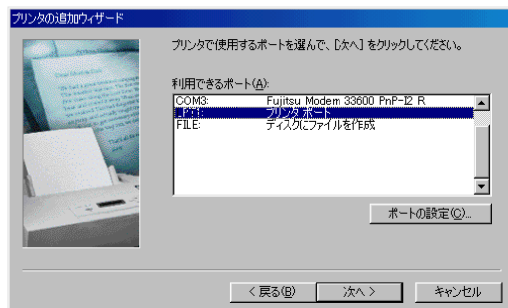 プリンタの追加ウィザード
プリンタで使用するポートを選んで、[次へ] をクリックしてください。
利用できるポート(A):
COM3: Fujitsu Modem 33600 PnP-I2 R
LPT1: プリンタ ポート
FILE: ディスクにファイルを作成
ポートの設定(C)...
< 戻る(B)
次へ >
キャンセル